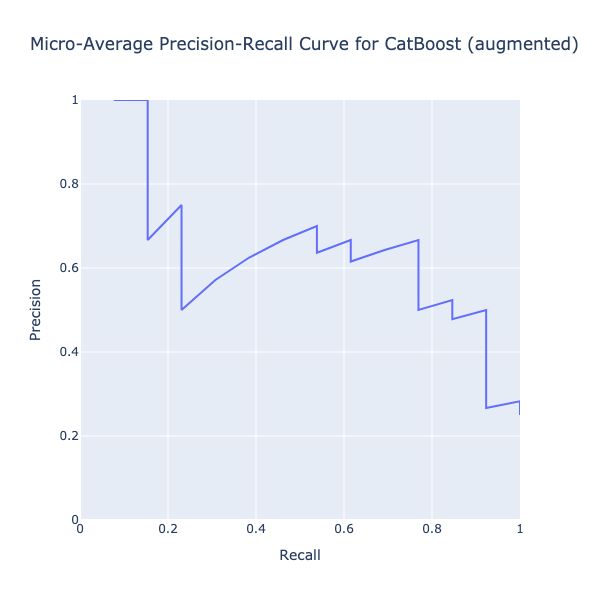 Micro-Average Precision-Recall Curve for CatBoost (augmented)
1
0.8
0.6
0.4
0.2
0
0 0.2 0.4 0.6 0.8 1
Precision
Recall